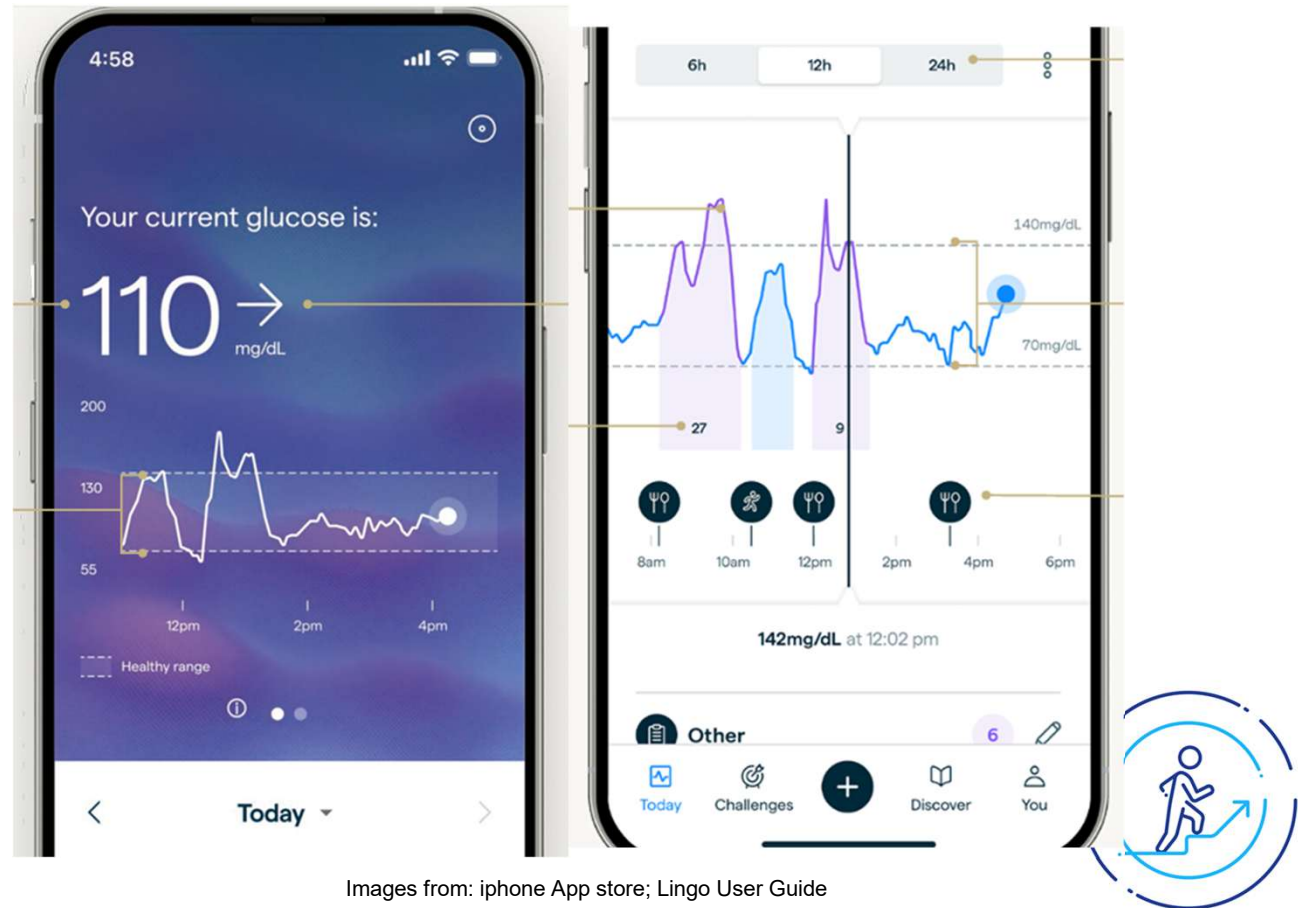 4:58
Your current glucose is:
110
mg/dL
200
130
55
12pm 2pm 4pm
Healthy range
Today
6h 12h 24h
140mg/dL
70mg/dL
27 9
8am 10am 12pm 2pm 4pm 6pm
142mg/dL at 12:02 pm
Other 6
Today Challenges Discover You
Images from: iphone App store; Lingo User Guide